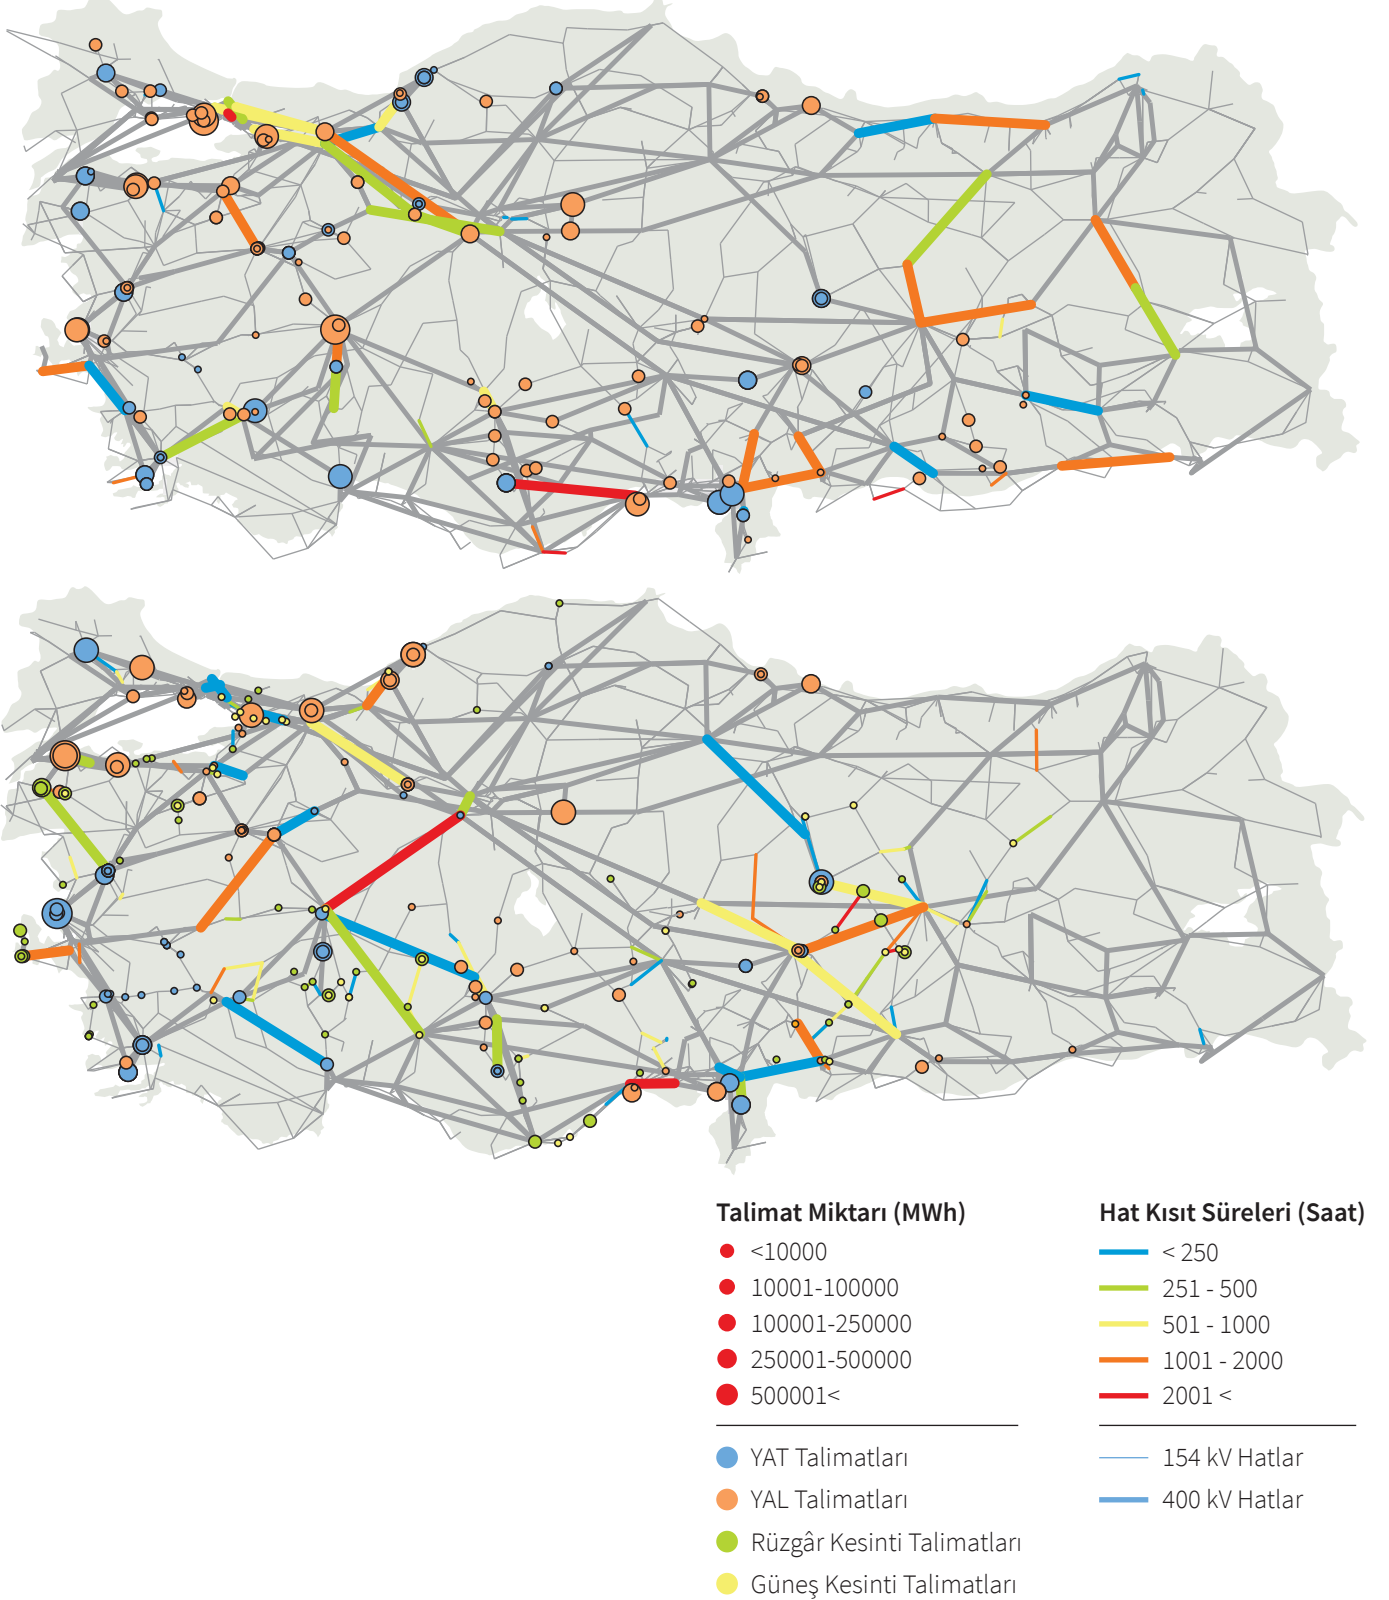 Talimat Miktarı (MWh)
<10000
10001-100000
100001-250000
250001-500000
500001<
YAT Talimatları
YAL Talimatları
Rüzgâr Kesinti Talimatları
Güneş Kesinti Talimatları
Hat Kısıt Süreleri (Saat)
< 250
251 - 500
501 - 1000
1001 - 2000
2001 <
154 kV Hatlar
400 kV Hatlar